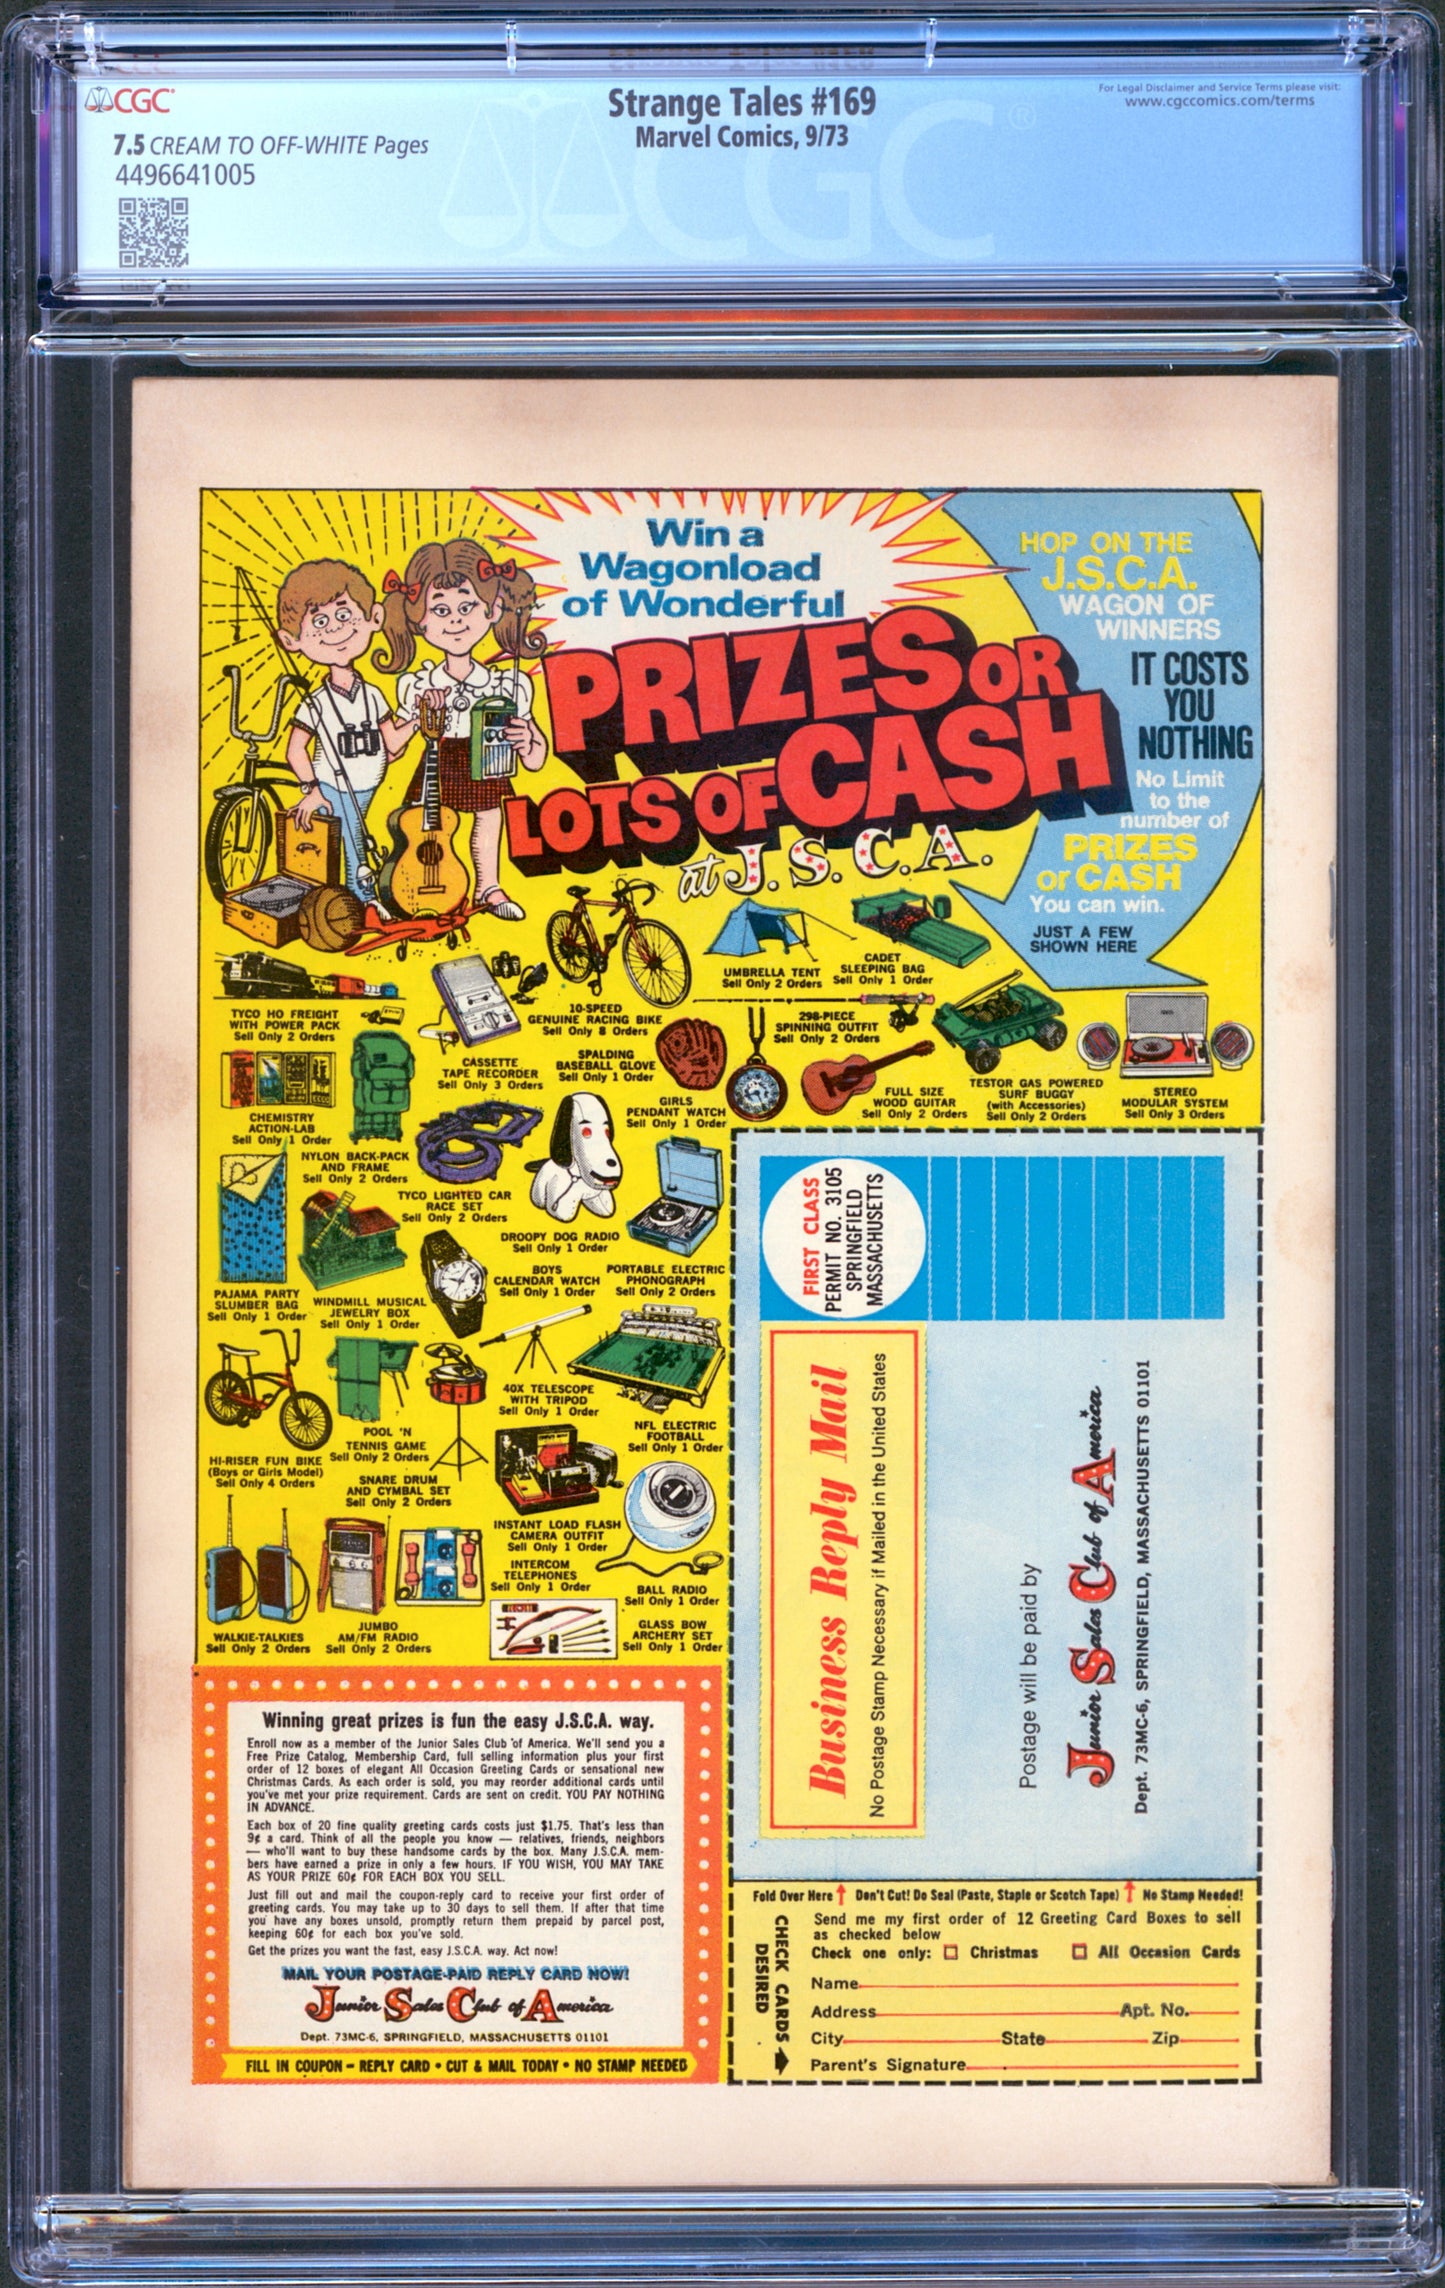 CGC
7.5 CREAM TO OFF-WHITE Pages
4496641005
Strange Tales #169
Marvel Comics, 9/73
For Legal Disclaimer and Service Terms please visit:
www.cgccomics.com/terms
CGC
Win a
Wagonload
of Wonderful
PRIZES OR
LOTS OF CASH
at J.S.C.A.
HOP ON THE
J.S.C.A.
WAGON OF
WINNERS
IT COSTS
YOU
NOTHING
No Limit
to the
number of
PRIZES
or CASH
You can win.
JUST A FEW
SHOWN HERE
TYCO HO FREIGHT
WITH POWER PACK
Sell Only 2 Orders
CASSETTE
TAPE RECORDER
Sell Only 3 Orders
10-SPEED
GENUINE RACING BIKE
Sell Only 8 Orders
SPALDING
BASEBALL GLOVE
Sell Only 1 Order
UMBRELLA TENT
Sell Only 2 Orders
CADET
SLEEPING BAG
Sell Only 1 Order
298-PIECE
SPINNING OUTFIT
Sell Only 2 Orders
GIRLS
PENDANT WATCH
Sell Only 1 Order
FULL SIZE
WOOD GUITAR
Sell Only 2 Orders
TESTOR GAS POWERED
SURF BUGGY
(with Accessories)
Sell Only 2 Orders
STEREO
MODULAR SYSTEM
Sell Only 3 Orders
CHEMISTRY
ACTION-LAB
Sell Only 1 Order
NYLON BACK-PACK
AND FRAME
Sell Only 2 Orders
TYCO LIGHTED CAR
RACE SET
Sell Only 2 Orders
DROOPY DOG RADIO
Sell Only 1 Order
PAJAMA PARTY
SLUMBER BAG
Sell Only 1 Order
WINDMILL MUSICAL
JEWELRY BOX
Sell Only 1 Order
BOYS
CALENDAR WATCH
Sell Only 1 Order
PORTABLE ELECTRIC
PHONOGRAPH
Sell Only 2 Orders
HI-RISER FUN BIKE
(Boys or Girls Model)
Sell Only 4 Orders
POOL 'N
TENNIS GAME
Sell Only 2 Orders
SNARE DRUM
AND CYMBAL SET
Sell Only 2 Orders
40X TELESCOPE
WITH TRIPOD
Sell Only 1 Order
NFL ELECTRIC
FOOTBALL
Sell Only 1 Order
INSTANT LOAD FLASH
CAMERA OUTFIT
Sell Only 1 Order
INTERCOM
TELEPHONES
Sell Only 1 Order
BALL RADIO
Sell Only 1 Order
WALKIE-TALKIES
Sell Only 2 Orders
JUMBO
AM/FM RADIO
Sell Only 2 Orders
GLASS BOW
ARCHERY SET
Sell Only 1 Order
Winning great prizes is fun the easy J.S.C.A. way.
Enroll now as a member of the Junior Sales Club of America. We'll send you a
Free Prize Catalog, Membership Card, full selling information plus your first
order of 12 boxes of elegant All Occasion Greeting Cards or sensational new
Christmas Cards. As each order is sold, you may reorder additional cards until
you've met your prize requirement. Cards are sent on credit. YOU PAY NOTHING
IN ADVANCE.
Each box of 20 fine quality greeting cards costs just $1.75. That's less than
9¢ a card. Think of all the people you know — relatives, friends, neighbors
— who'll want to buy these handsome cards by the box. Many J.S.C.A. mem-
bers have earned a prize in only a few hours. IF YOU WISH, YOU MAY TAKE
AS YOUR PRIZE 60¢ FOR EACH BOX YOU SELL.
Just fill out and mail the coupon-reply card to receive your first order of
greeting cards. You may take up to 30 days to sell them. If after that time
you have any boxes unsold, promptly return them prepaid by parcel post,
keeping 60¢ for each box you've sold.
Get the prizes you want the fast, easy J.S.C.A. way. Act now!
MAIL YOUR POSTAGE-PAID REPLY CARD NOW!
Junior Sales Club of America
Dept. 73MC-6, SPRINGFIELD, MASSACHUSETTS 01101
FILL IN COUPON – REPLY CARD • CUT & MAIL TODAY • NO STAMP NEEDED
FIRST CLASS
PERMIT NO. 3105
SPRINGFIELD
MASSACHUSETTS
Business Reply Mail
No Postage Stamp Necessary if Mailed in the United States
Postage will be paid by
Junior Sales Club of America
Dept. 73MC-6, SPRINGFIELD, MASSACHUSETTS 01101
Fold Over Here Don't Cut! Do Seal (Paste, Staple or Scotch Tape) No Stamp Needed!
CHECK CARDS
DESIRED
Send me my first order of 12 Greeting Card Boxes to sell
as checked below
Check one only: Christmas All Occasion Cards
Name
Address Apt. No.
City State Zip
Parent's Signature